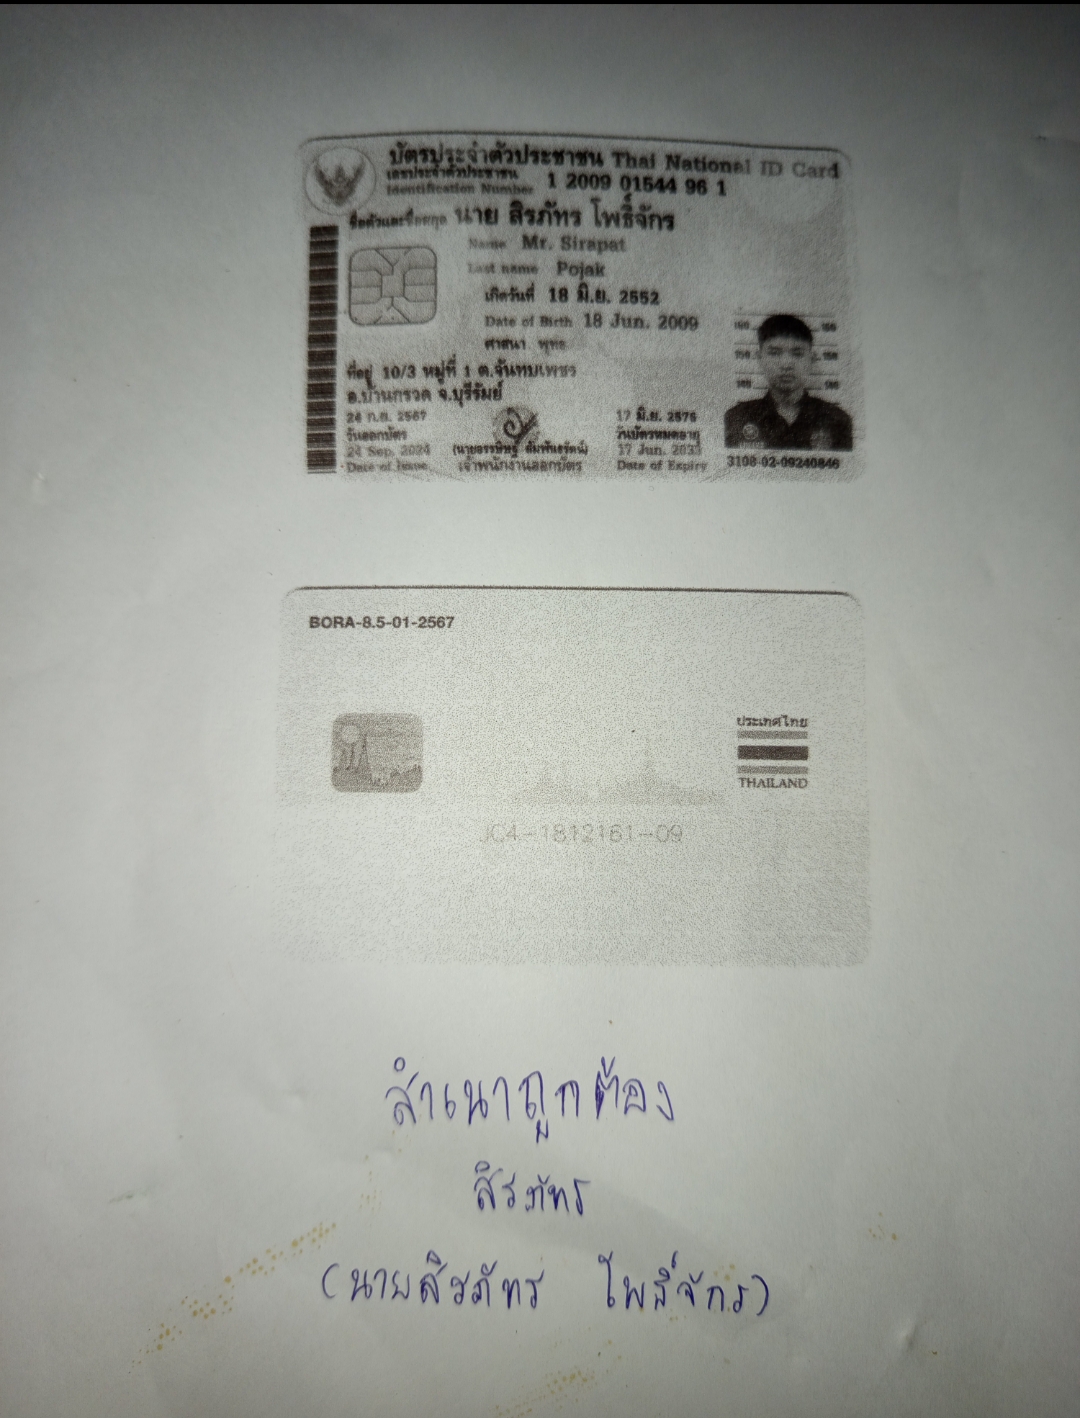 บัตรประจำตัวประชาชน Thai National ID Card
เลขประจำตัวประชาชน
Identification Number
1 2009 01544 96 1
ชื่อตัวและชื่อสกุล นาย สิรภัทร โพธิ์จักร
Name Mr. Sirapat
Last name Pojak
เกิดวันที่ 18 มิ.ย. 2552
Date of Birth 18 Jun. 2009
ศาสนา พุทธ
ที่อยู่ 10/3 หมู่ที่ 1 ต.จันทบเพชร
อ.บ้านกรวด จ.บุรีรัมย์
24 ก.ย. 2567
วันออกบัตร
24 Sep. 2024
Date of Issue
เจ้าพนักงานออกบัตร
17 มิ.ย. 2576
วันบัตรหมดอายุ
17 Jun. 2033
Date of Expiry
3108-02-09240846
BORA-8.5-01-2567
ประเทศไทย
THAILAND
JC4-1812161-09
สำเนาถูกต้อง
สิรภัทร
(นายสิรภัทร โพธิ์จักร)